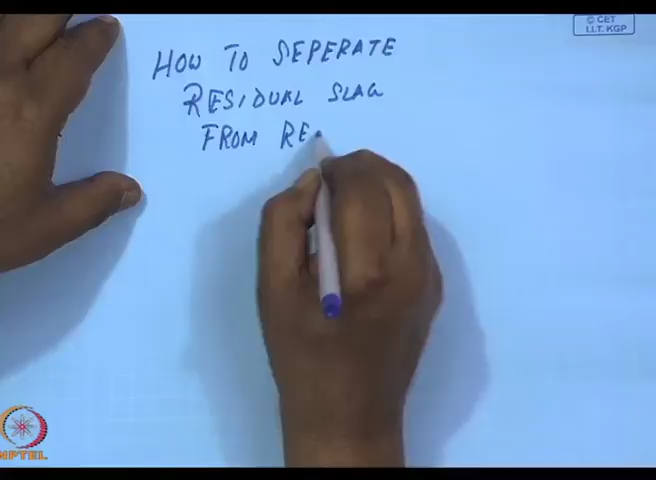 © CET
I.I.T. KGP
HOW TO SEPERATE
RESIDUAL SLAG
FROM RE
NPTEL